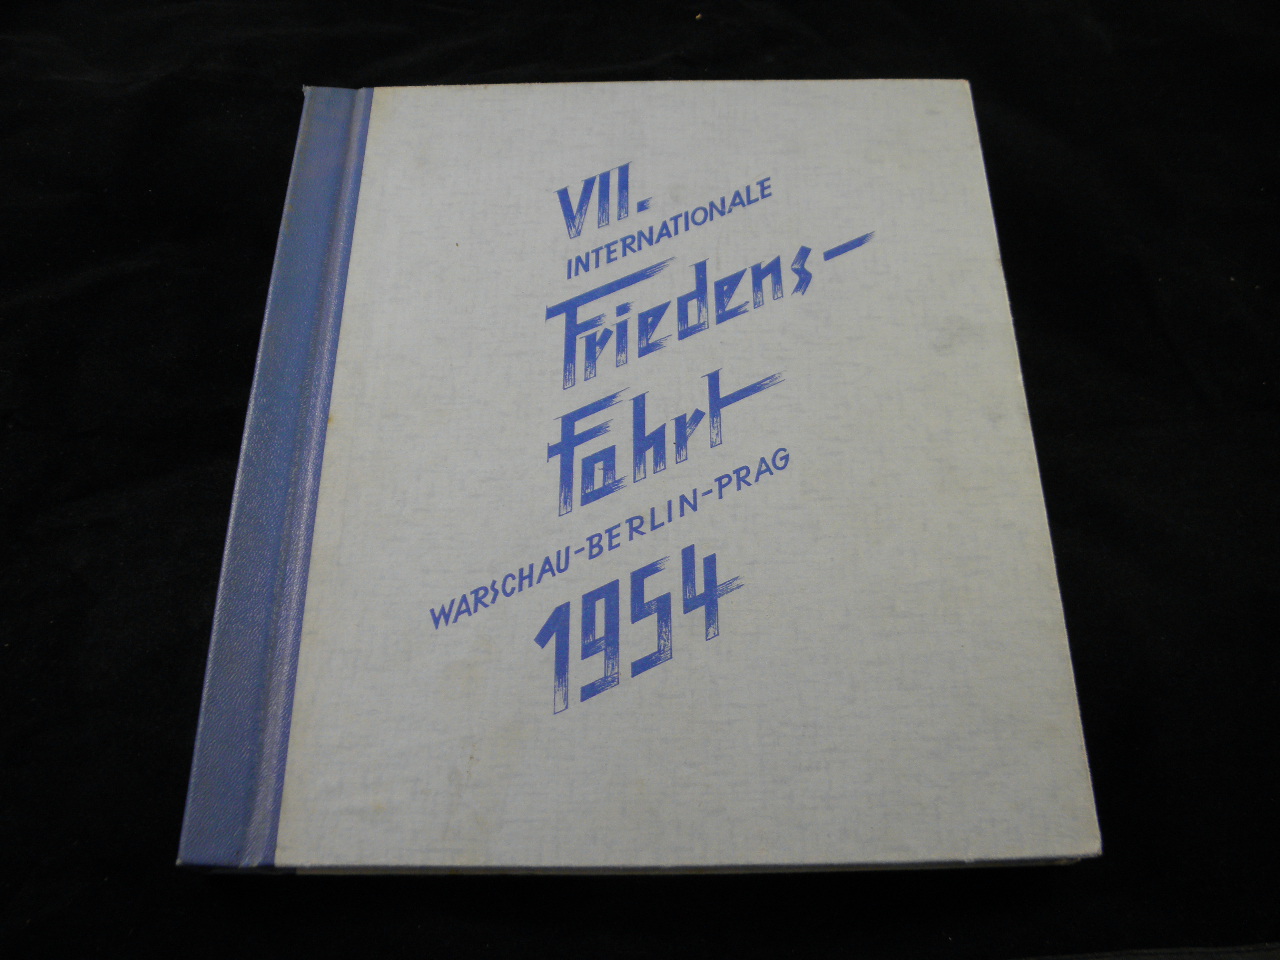 VII.
INTERNATIONALE
Friedens-
Fahrt
WARSCHAU-BERLIN-PRAG
1954